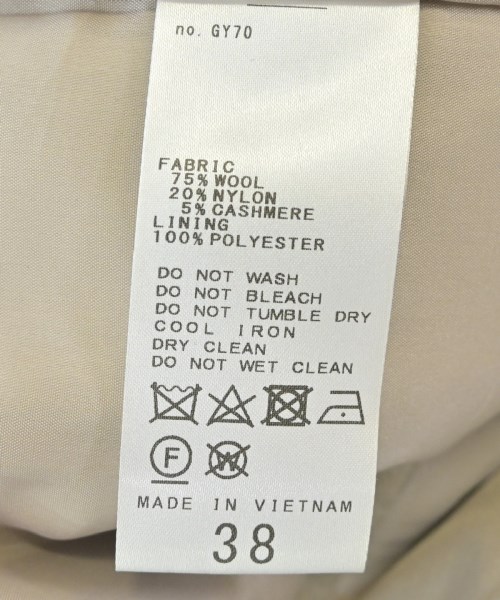 no. GY70
FABRIC
75% WOOL
20% NYLON
5% CASHMERE
LINING
100% POLYESTER
DO NOT WASH
DO NOT BLEACH
DO NOT TUMBLE DRY
COOL IRON
DRY CLEAN
DO NOT WET CLEAN
F W
MADE IN VIETNAM
38